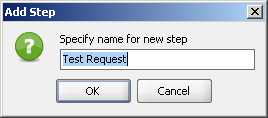 Add Step
Specify name for new step
Test Request
OK
Cancel